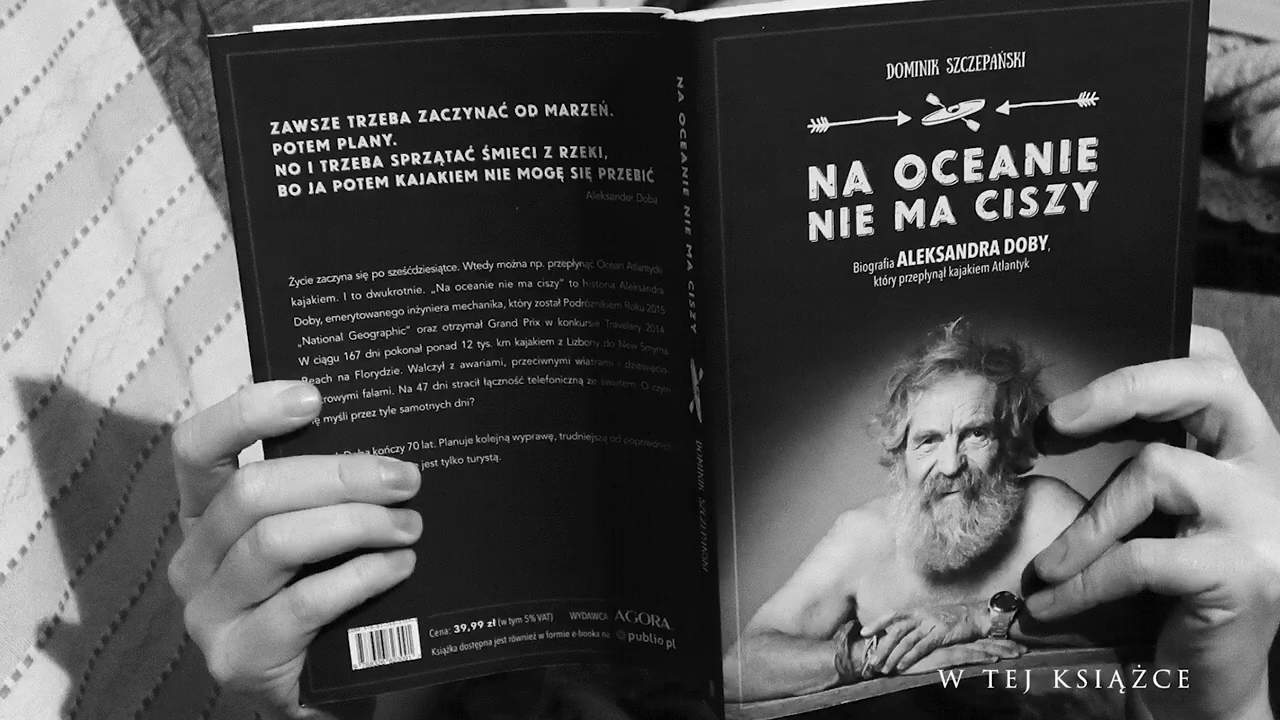 ZAWSZE TRZEBA ZACZYNAĆ OD MARZEŃ.
POTEM PLANY.
NO I TRZEBA SPRZĄTAĆ ŚMIECI Z RZEKI,
BO JA POTEM KAJAKIEM NIE MOGĘ SIĘ PRZEBIĆ
Aleksander Doba
Życie zaczyna się po sześćdziesiątce. Wtedy można np. przepłynąć Ocean Atlantycki
kajakiem. I to dwukrotnie. „Na oceanie nie ma ciszy” to historia Aleksandra
Doby, emerytowanego inżyniera mechanika, który został Podróżnikiem Roku 2015
„National Geographic” oraz otrzymał Grand Prix w konkursie Travelery 2014
W ciągu 167 dni pokonał ponad 12 tys. km kajakiem z Lizbony do New Smyrna
Beach na Florydzie. Walczył z awariami, przeciwnymi wiatrami i dziewięcio
falami. Na 47 dni stracił łączność telefoniczną ze światem. O czym
myśli przez tyle samotnych dni?
Doba kończy 70 lat. Planuje kolejną wyprawę, trudniejszą od poprzednich
jest tylko turystą.
Cena: 39,99 zł (w tym 5% VAT) WYDAWCA AGORA
Książka dostępna jest również w formie e-booka na publio.pl
NA OCEANIE NIE MA CISZY DOMINIK SZCZEPAŃSKI
DOMINIK SZCZEPAŃSKI
NA OCEANIE
NIE MA CISZY
Biografia ALEKSANDRA DOBY,
który przepłynął kajakiem Atlantyk
W TEJ KSIĄŻCE